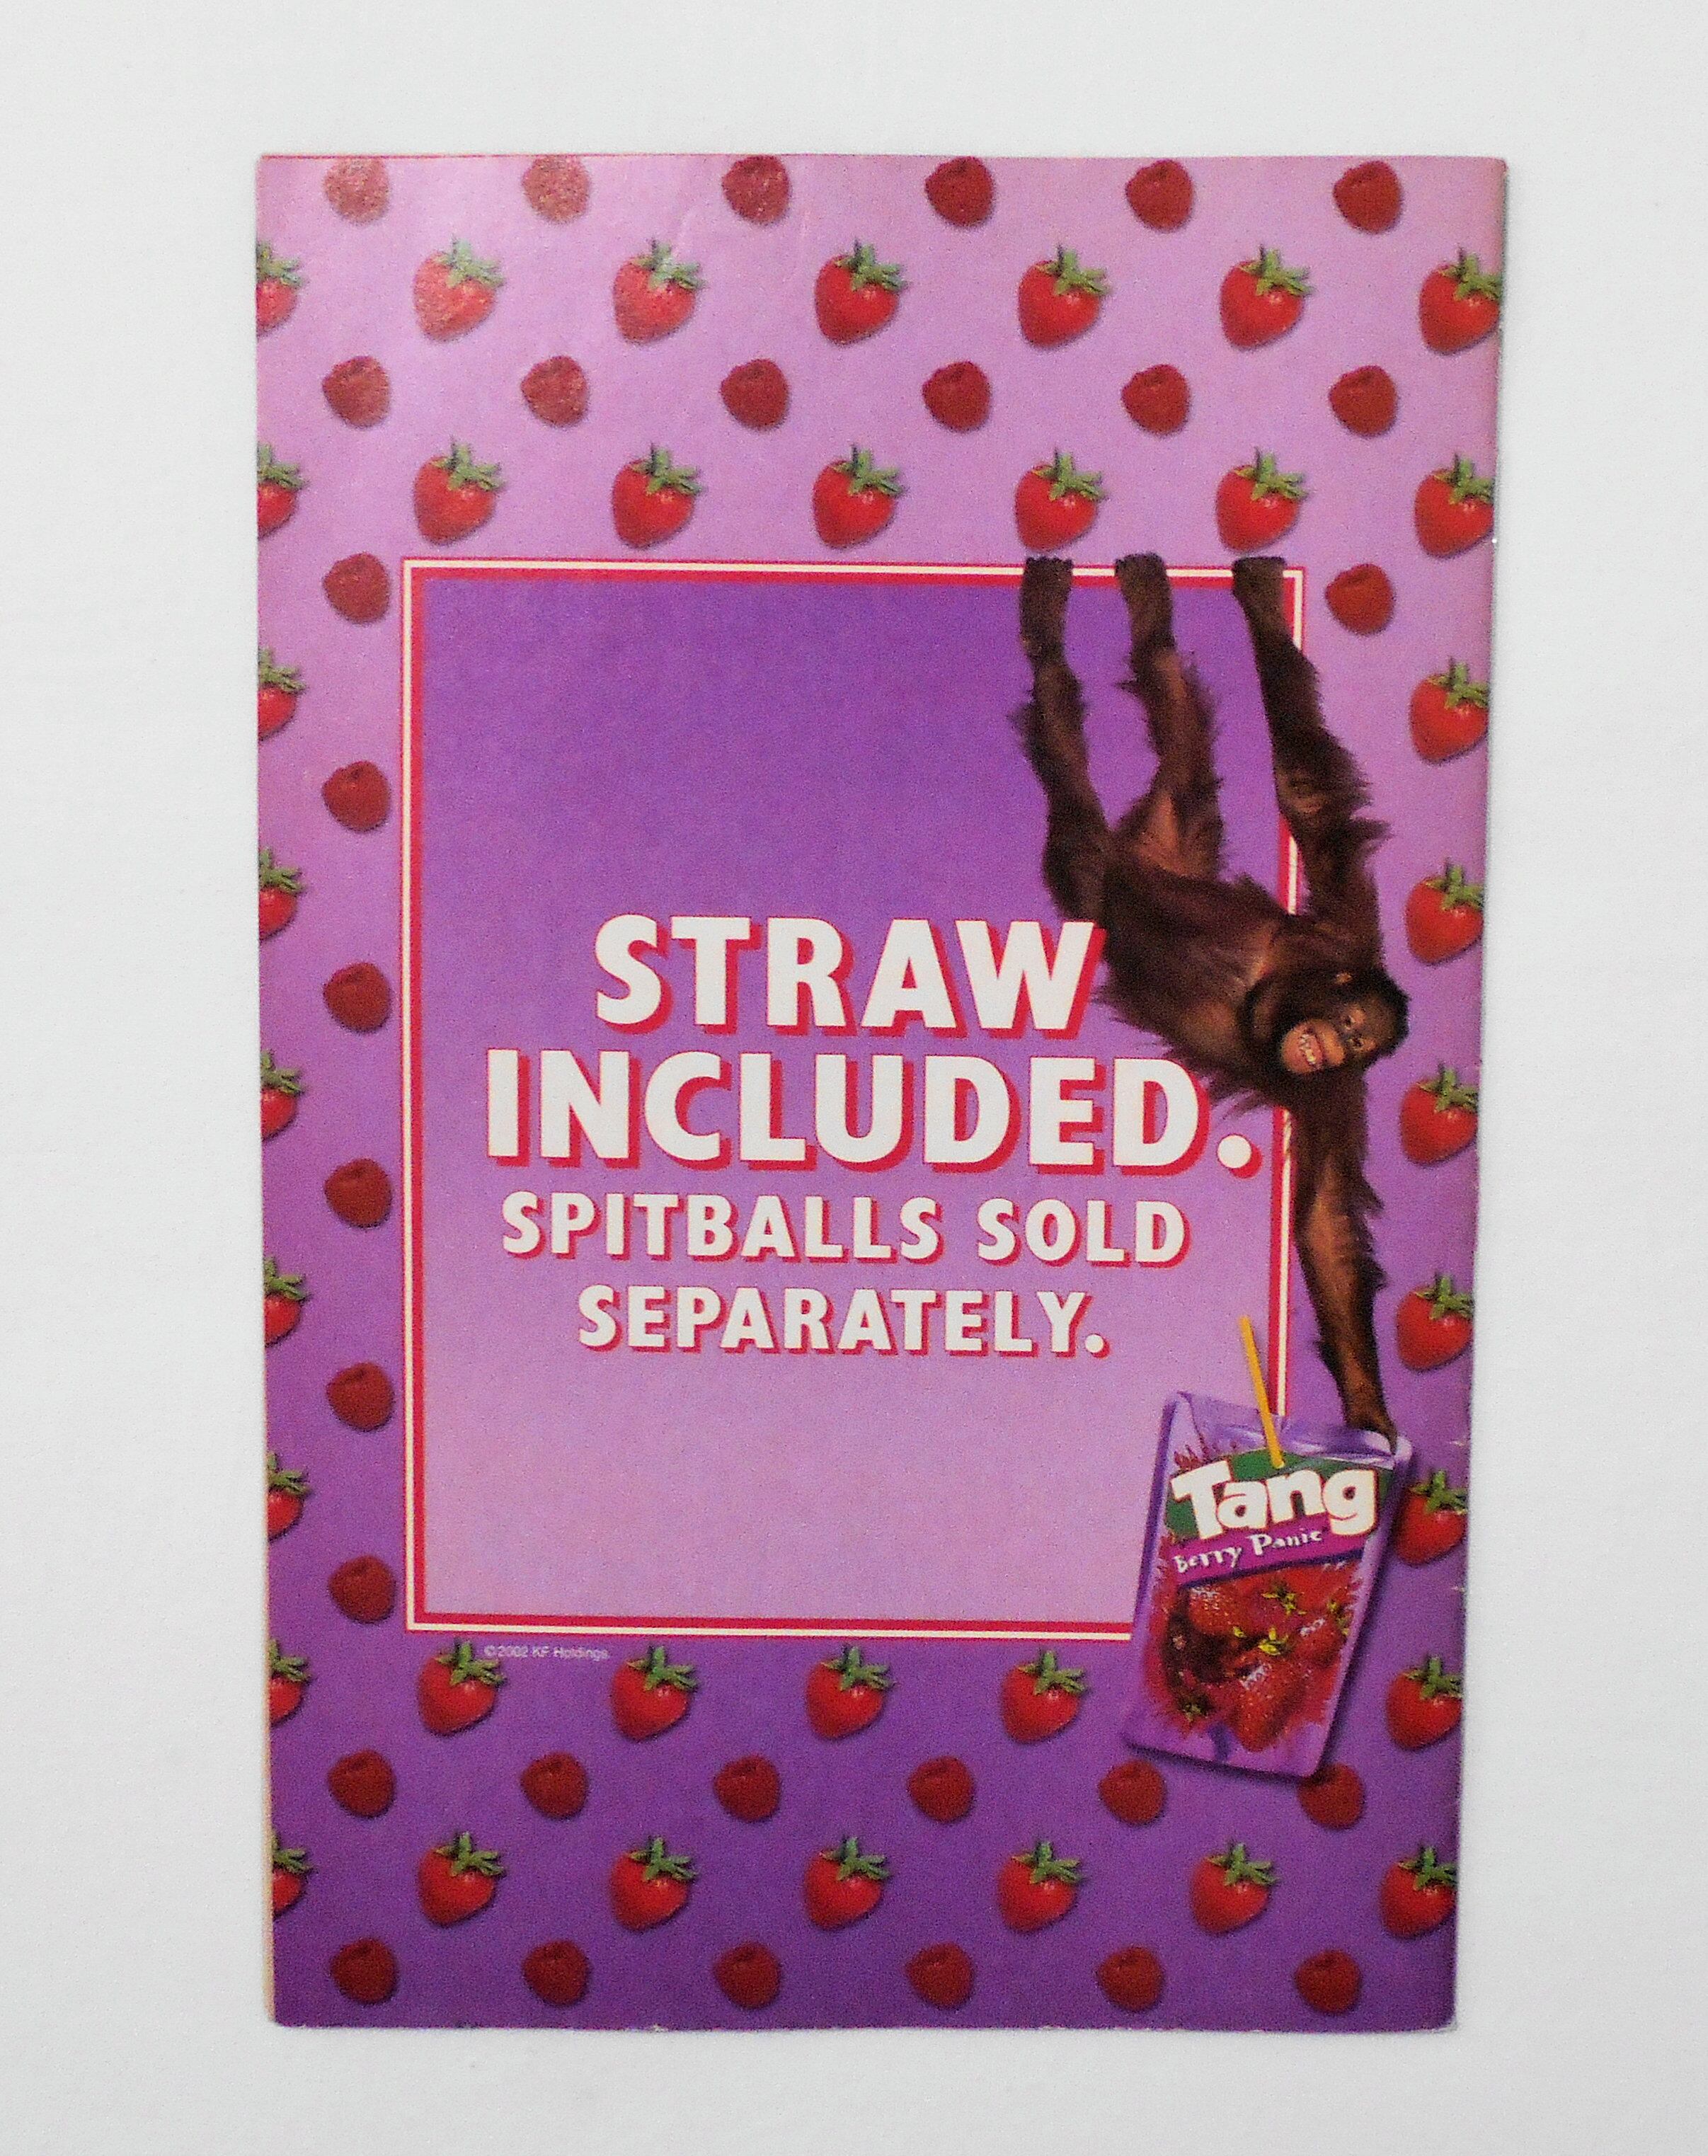 STRAW
INCLUDED.
SPITBALLS SOLD
SEPARATELY.
Tang
Berry Panic
©2002 KF Holdings.